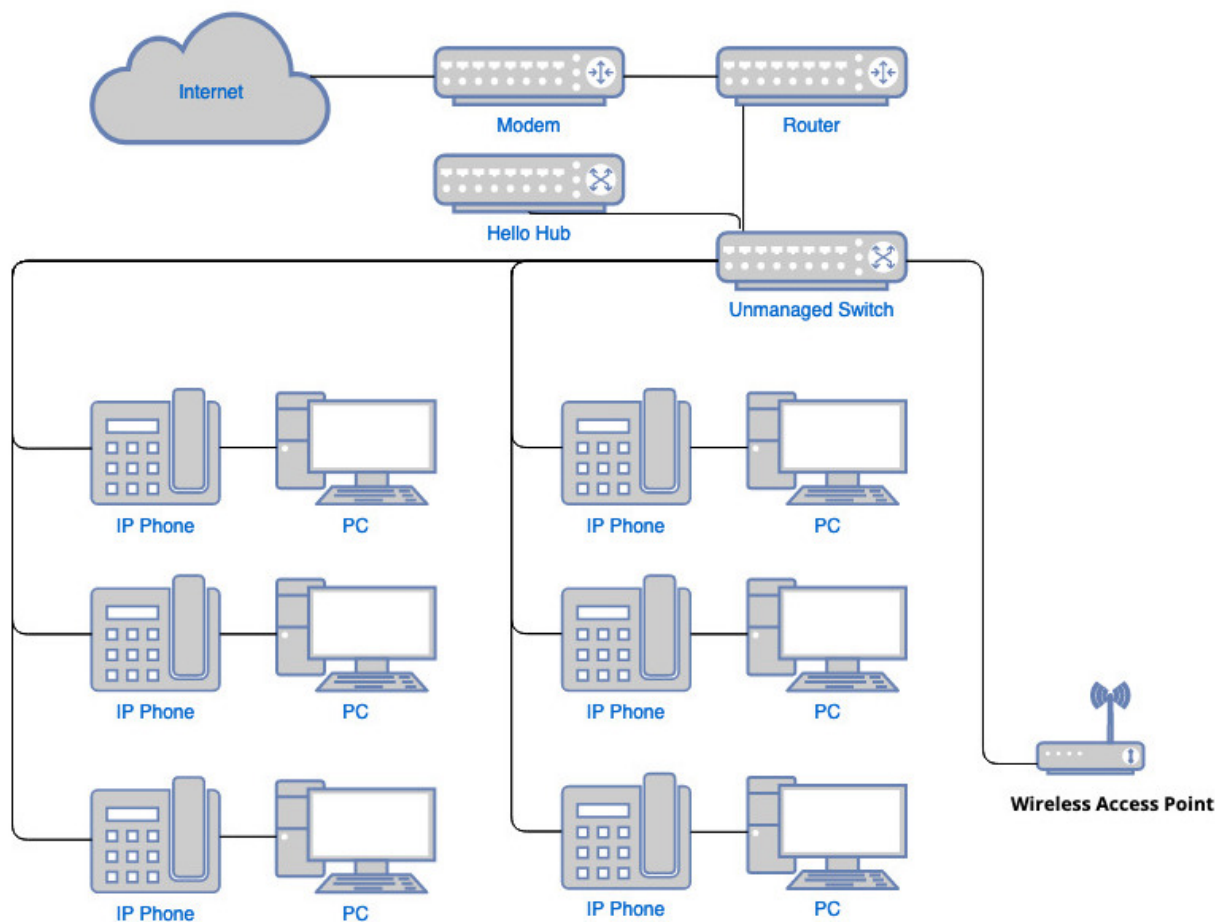 Internet
Modem
Router
Hello Hub
Unmanaged Switch
IP Phone
PC
IP Phone
PC
IP Phone
PC
IP Phone
PC
Wireless Access Point
IP Phone
PC
IP Phone
PC